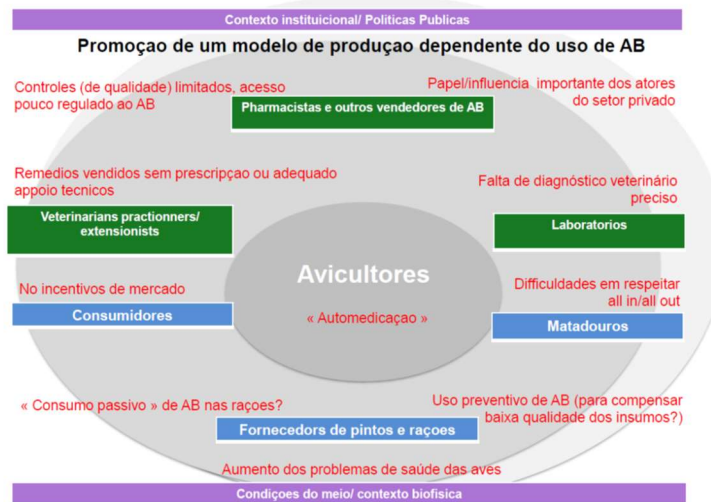 Contexto instituicional/ Politicas Publicas
Promoçao de um modelo de produçao dependente do uso de AB
Controles (de qualidade) limitados, acesso
pouco regulado ao AB
Papel/influencia importante dos atores
do setor privado
Pharmacistas e outros vendedores de AB
Remedios vendidos sem prescripçao ou adequado
appoio tecnicos
Falta de diagnóstico veterinário
preciso
Veterinarians practionners/
extensionists
Laboratorios
Avicultores
No incentivos de mercado
Difficuldades em respeitar
all in/all out
Consumidores
« Automedicaçao »
Matadouros
« Consumo passivo » de AB nas raçoes?
Uso preventivo de AB (para compensar
baixa qualidade dos insumos?)
Fornecedors de pintos e raçoes
Aumento dos problemas de saúde das aves
Condiçoes do meio/ contexto biofisica